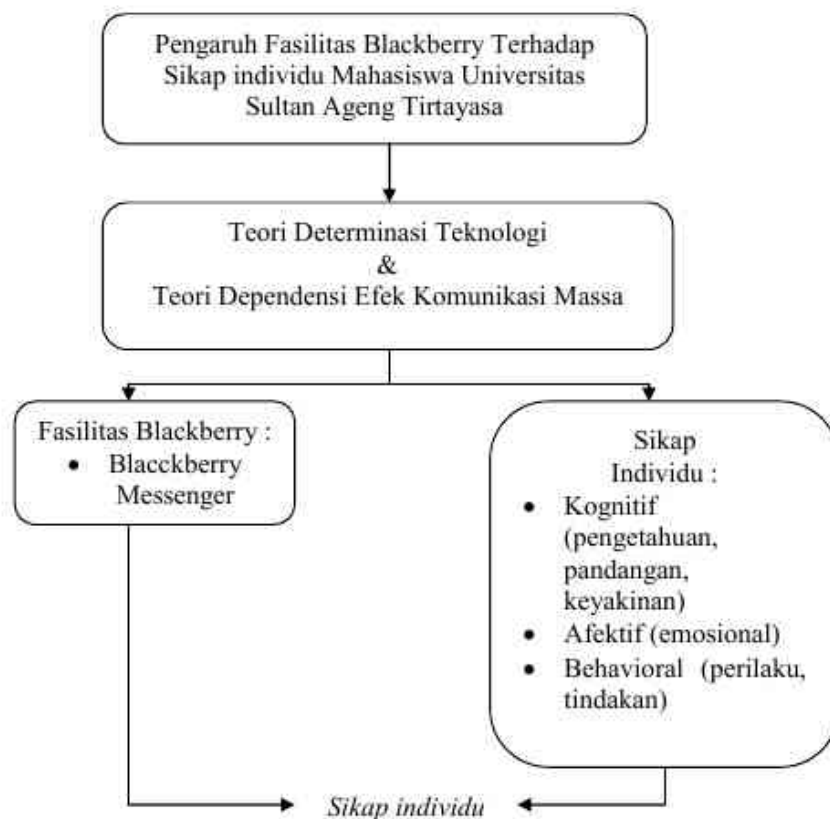 Pengaruh Fasilitas Blackberry Terhadap
Sikap individu Mahasiswa Universitas
Sultan Ageng Tirtayasa
Teori Determinasi Teknologi
&
Teori Dependensi Efek Komunikasi Massa
Fasilitas Blackberry :
• Blacckberry
Messenger
Sikap
Individu :
• Kognitif
(pengetahuan,
pandangan,
keyakinan)
• Afektif (emosional)
• Behavioral (perilaku,
tindakan)
Sikap individu